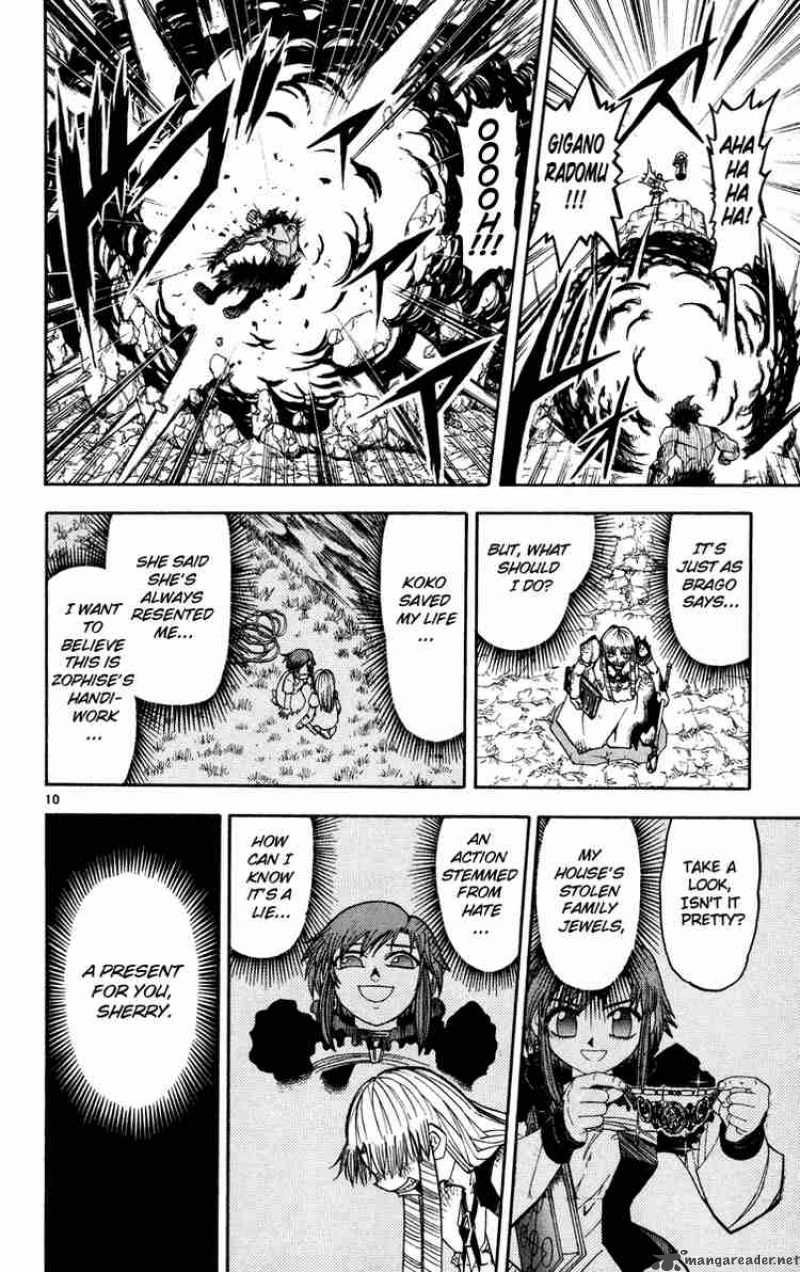 AHA
HA
HA
HA!
GIGANO
RADOMU
!!!
OOOOH!!!
IT'S
JUST AS
BRAGO
SAYS...
BUT, WHAT
SHOULD
I DO?
KOKO
SAVED
MY LIFE
...
SHE SAID
SHE'S
ALWAYS
RESENTED
ME...
I WANT
TO
BELIEVE
THIS IS
ZOPHISE'S
HANDI-
WORK
...
10
TAKE A
LOOK,
ISN'T IT
PRETTY?
MY
HOUSE'S
STOLEN
FAMILY
JEWELS,
AN
ACTION
STEMMED
FROM
HATE
...
HOW
CAN I
KNOW
IT'S A
LIE...
A PRESENT
FOR YOU,
SHERRY.
mangareader.net